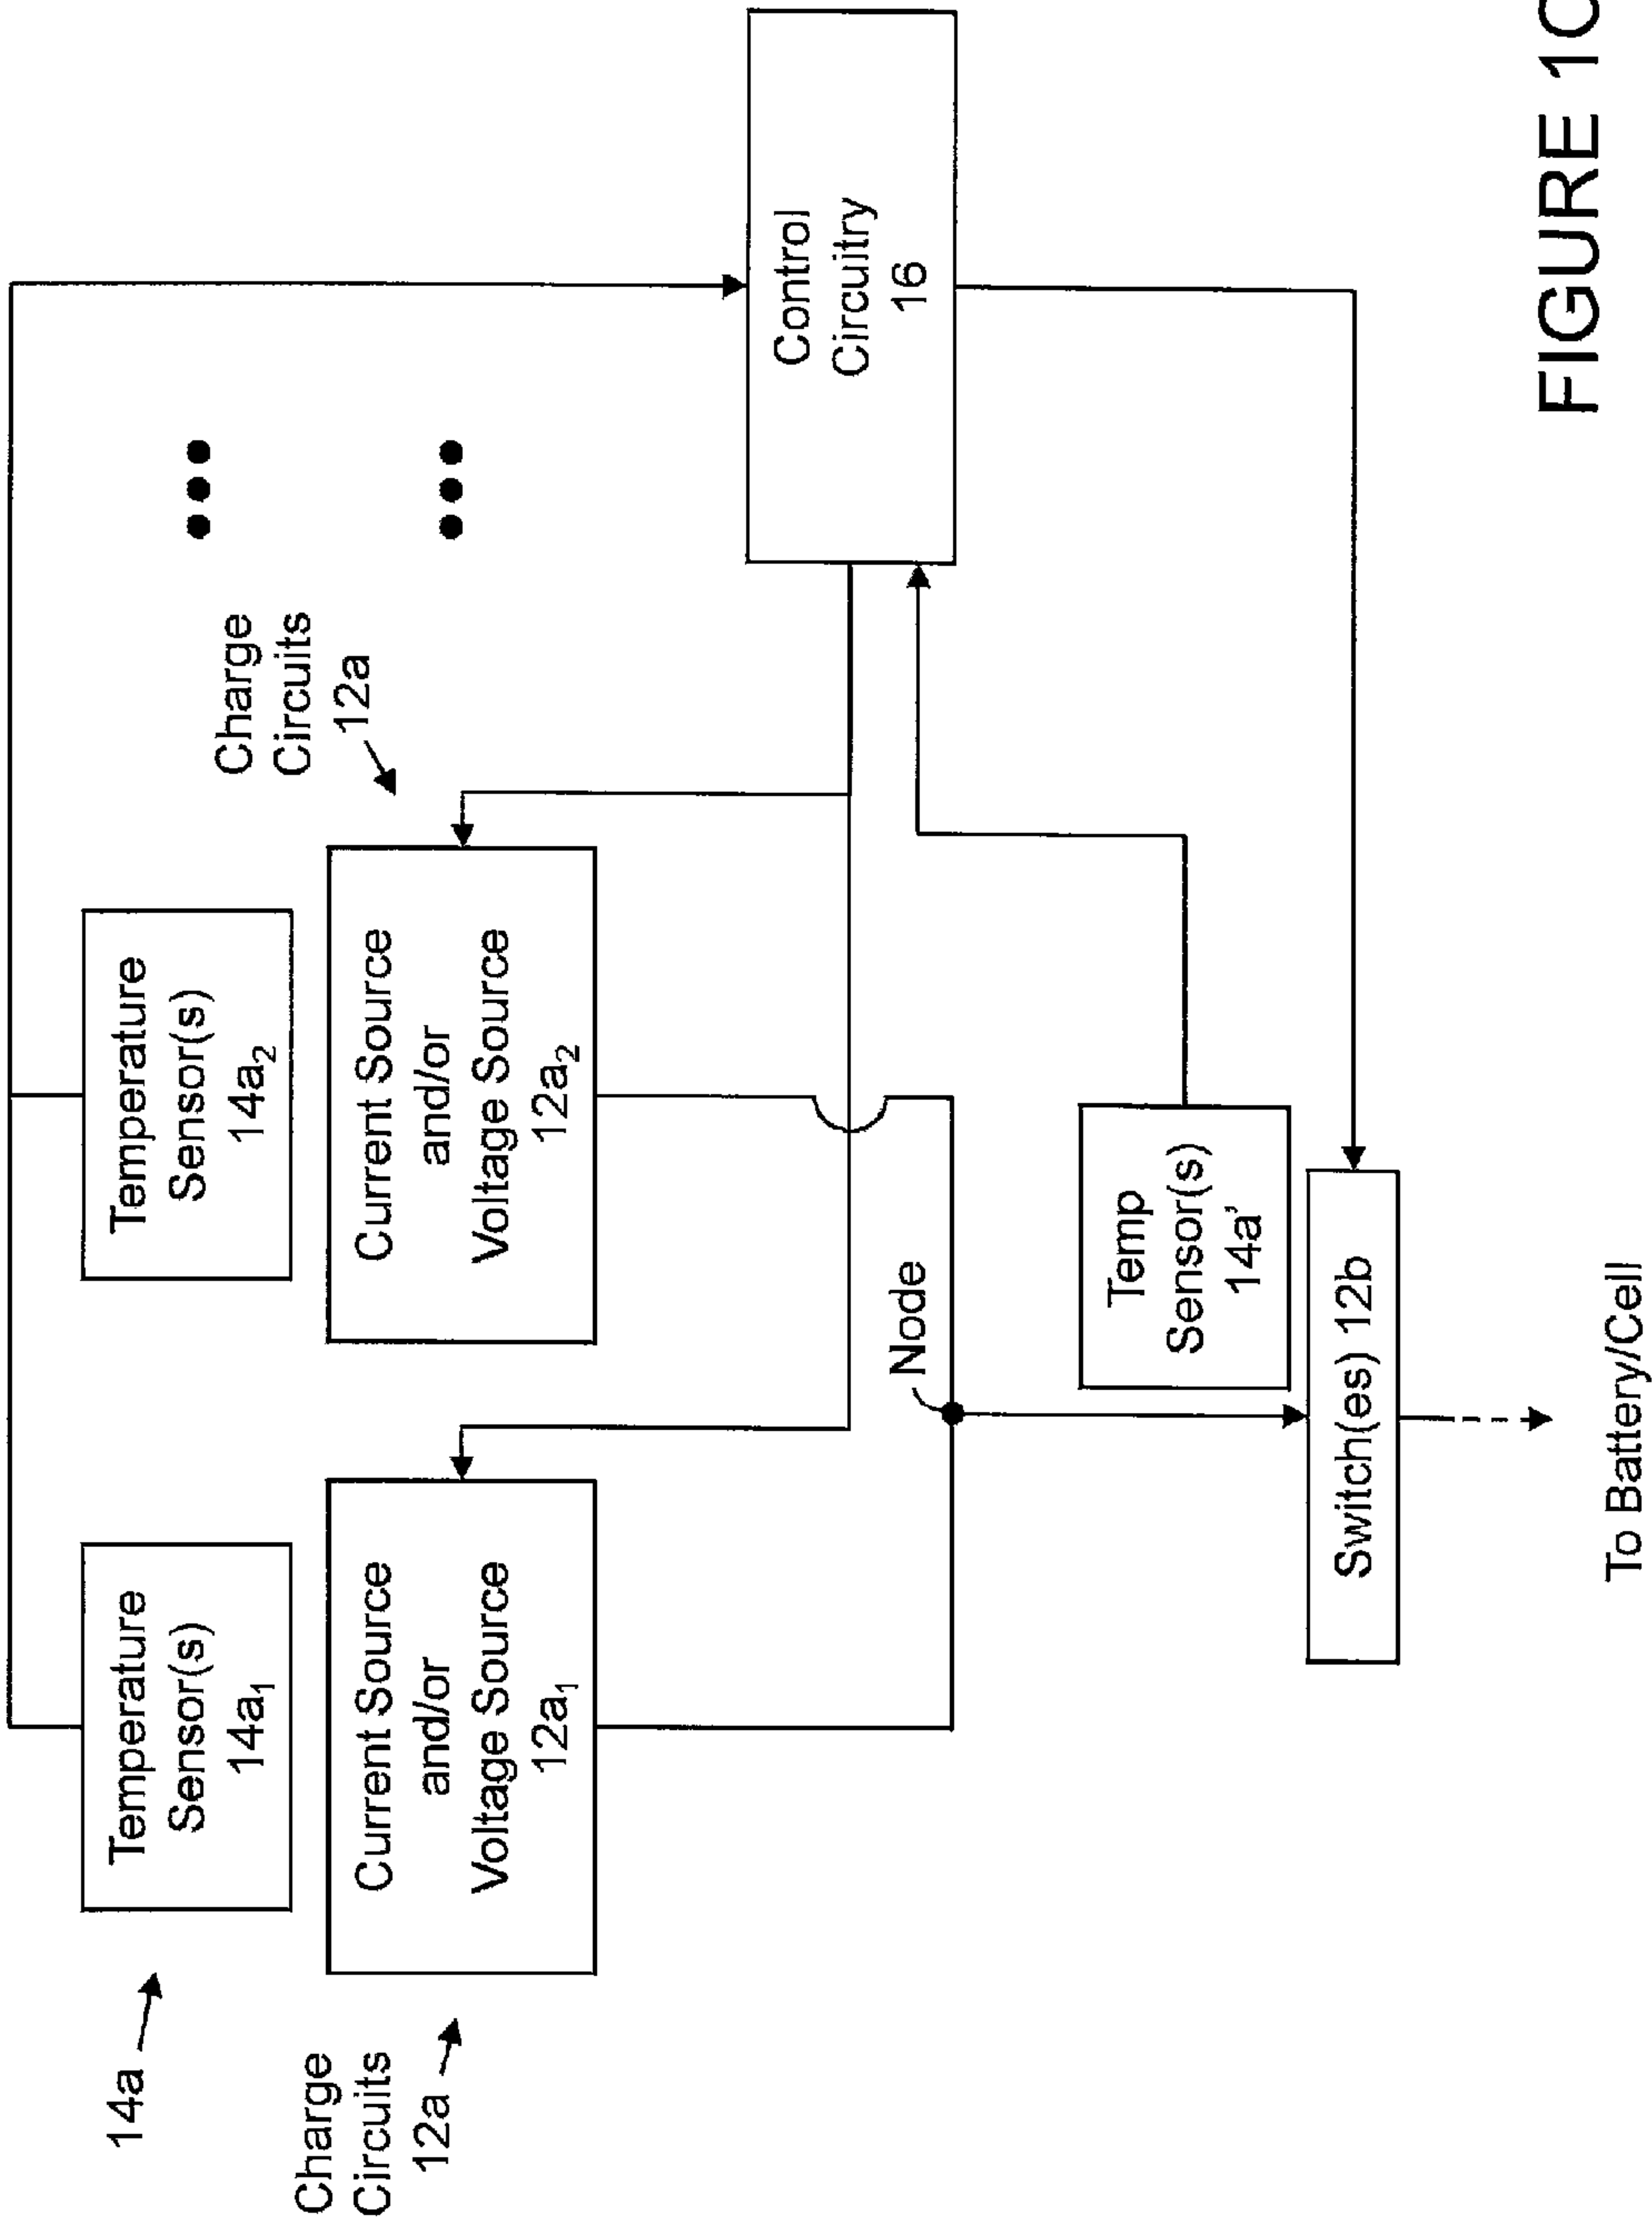 14a
Temperature
Sensor(s)
14a₁
Temperature
Sensor(s)
14a₂
Charge
Circuits
12a
Current Source
and/or
Voltage Source
12a₁
Current Source
and/or
Voltage Source
12a₂
Charge
Circuits
12a
Control
Circuitry
16
Node
Temp
Sensor(s)
14a'
Switch(es) 12b
To Battery/Cell
FIGURE 1C